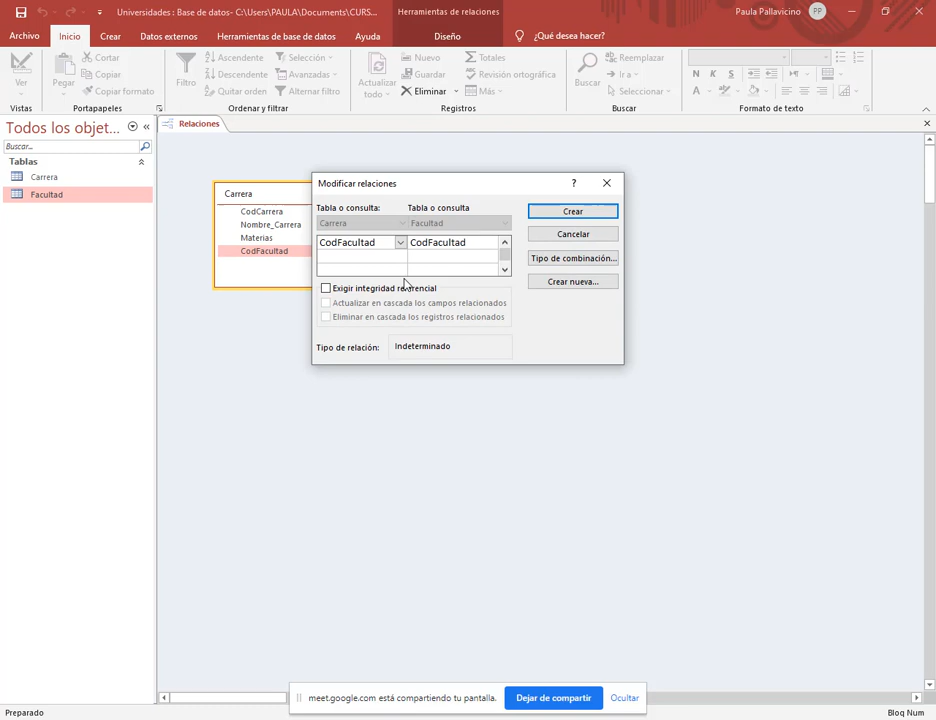 Universidades : Base de datos- C:\Users\PAULA\Documents\CURS...
Herramientas de relaciones
Paula Pallavicino
PP
Archivo
Inicio
Crear
Datos externos
Herramientas de base de datos
Ayuda
Diseño
¿Qué desea hacer?
Ver
Pegar
Cortar
Copiar
Copiar formato
Filtro
Ascendente
Descendente
Quitar orden
Selección
Avanzadas
Alternar filtro
Actualizar
todo
Nuevo
Guardar
Eliminar
Totales
Revisión ortográfica
Más
Buscar
Reemplazar
Ir a
Seleccionar
N K S
A
Vistas
Portapapeles
Ordenar y filtrar
Registros
Buscar
Formato de texto
Todos los objet...
Buscar...
Tablas
Carrera
Facultad
Relaciones
Carrera
CodCarrera
Nombre_Carrera
Materias
CodFacultad
Modificar relaciones
?
Tabla o consulta:
Tabla o consulta
Carrera
Facultad
CodFacultad
CodFacultad
Exigir integridad referencial
Actualizar en cascada los campos relacionados
Eliminar en cascada los registros relacionados
Tipo de relación:
Indeterminado
Crear
Cancelar
Tipo de combinación...
Crear nueva...
meet.google.com está compartiendo tu pantalla.
Dejar de compartir
Ocultar
Preparado
Bloq Num